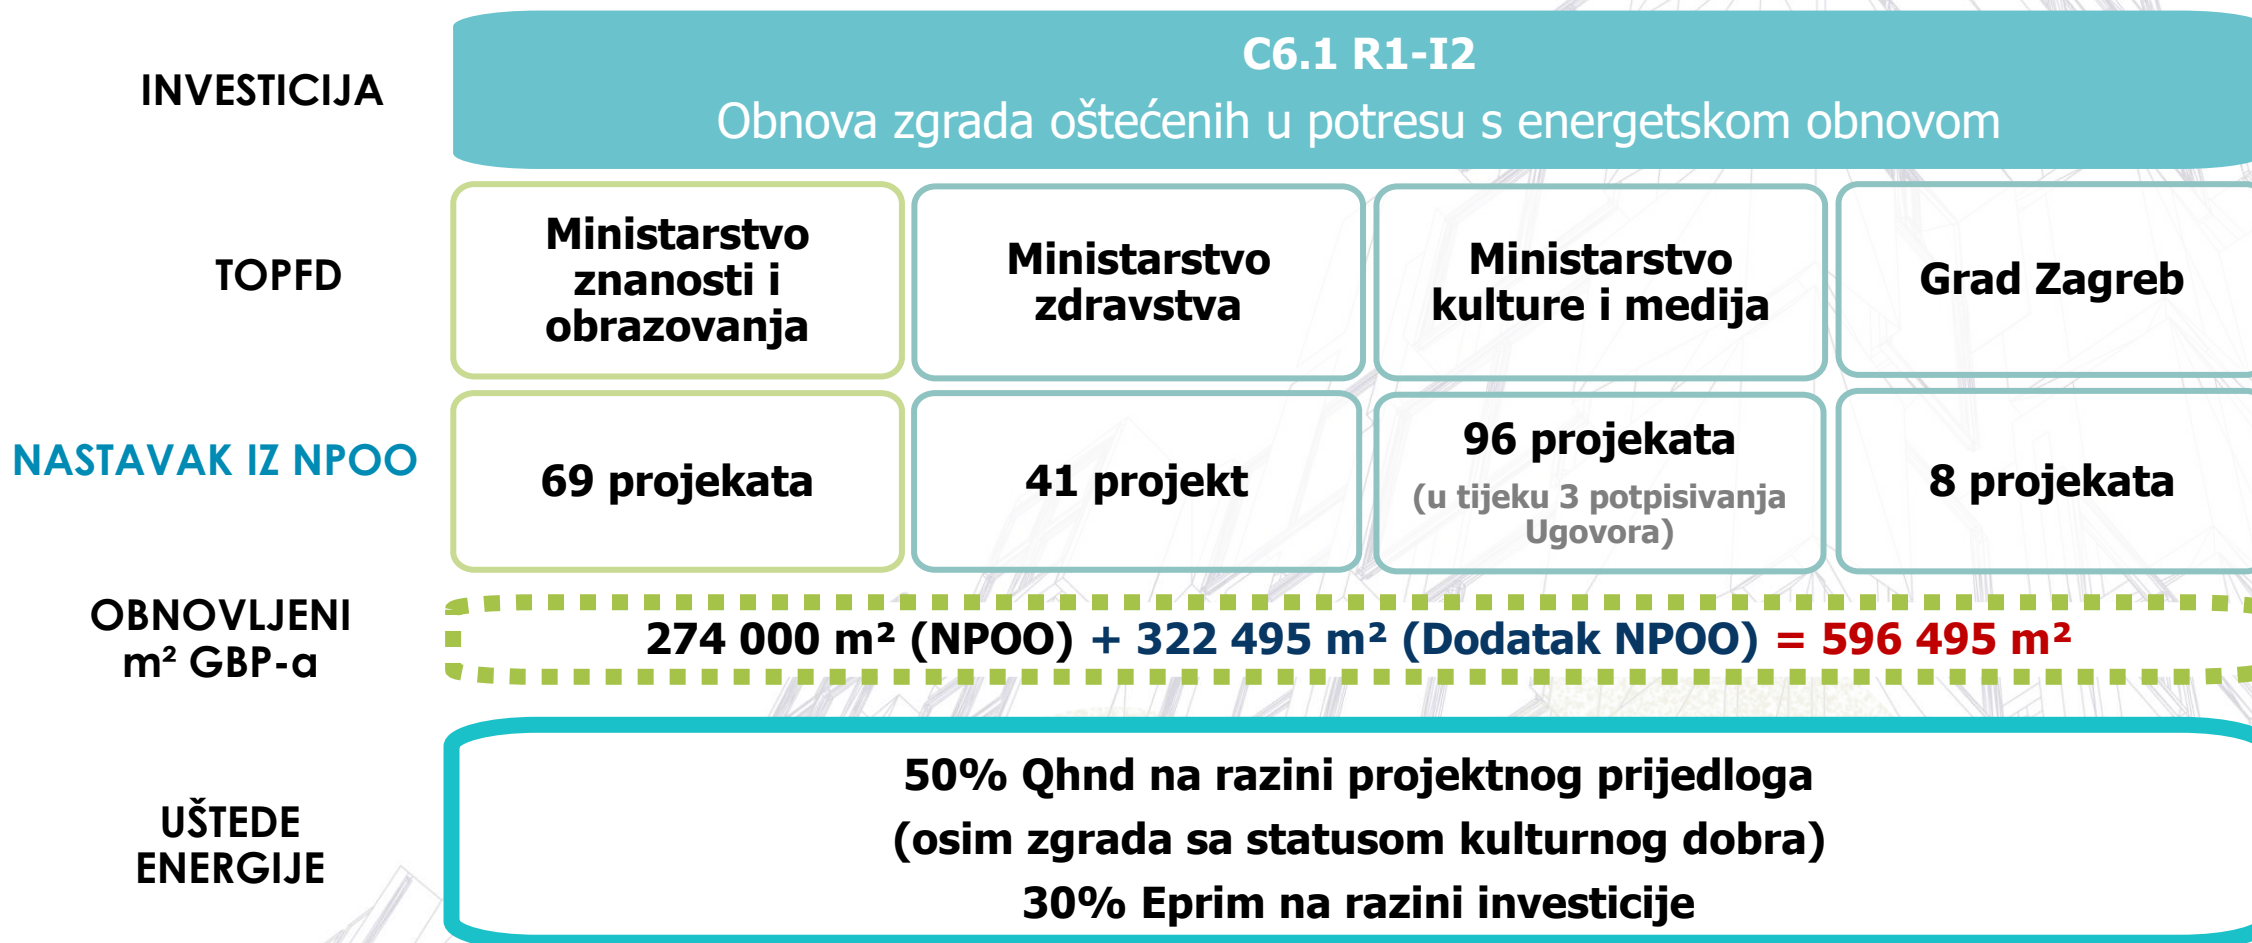 INVESTICIJA
C6.1 R1-I2
Obnova zgrada oštećenih u potresu s energetskom obnovom
TOPFD
Ministarstvo
znanosti i
obrazovanja
Ministarstvo
zdravstva
Ministarstvo
kulture i medija
Grad Zagreb
NASTAVAK IZ NPOO
69 projekata
41 projekt
96 projekata
(u tijeku 3 potpisivanja
Ugovora)
8 projekata
OBNOVLJENI
m² GBP-a
274 000 m² (NPOO) + 322 495 m² (Dodatak NPOO) = 596 495 m²
UŠTEDE
ENERGIJE
50% Qhnd na razini projektnog prijedloga
(osim zgrada sa statusom kulturnog dobra)
30% Eprim na razini investicije